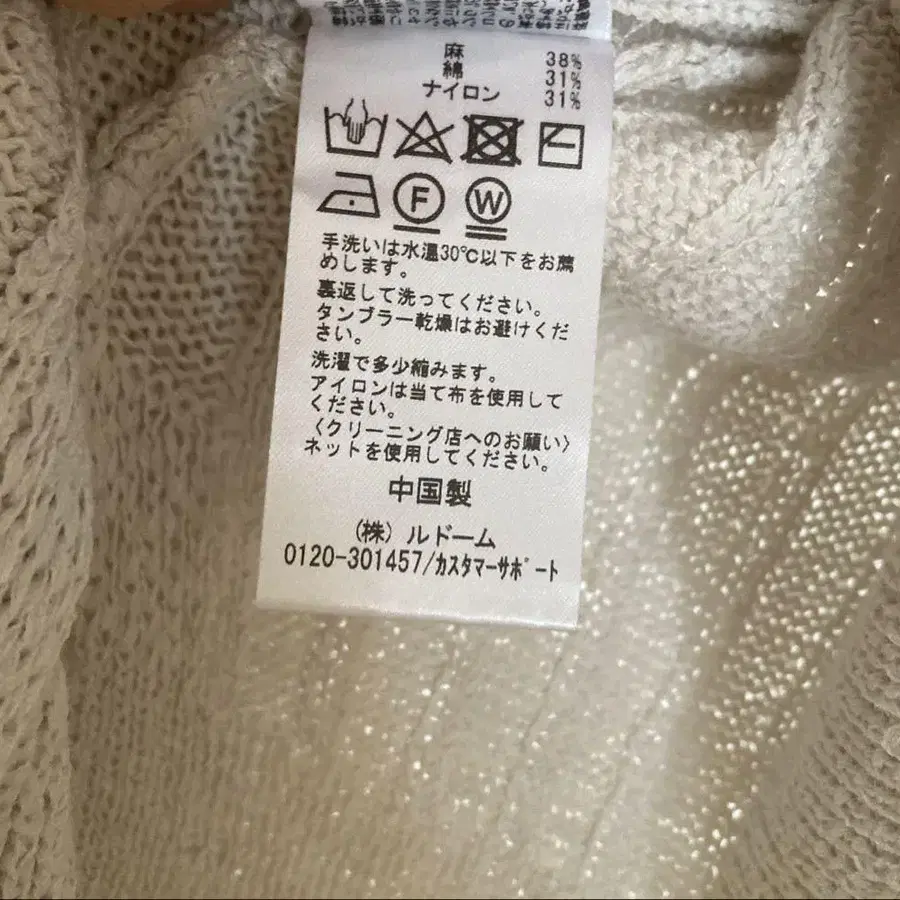 麻 38%
綿 31%
ナイロン 31%
F
W
手洗いは水温30℃以下をお薦
めします。
裏返して洗ってください。
タンブラー乾燥はお避けくだ
さい。
洗濯で多少縮みます。
アイロンは当て布を使用して
ください。
〈クリーニング店へのお願い〉
ネットを使用してください。
中国製
(株) ルドーム
0120-301457/カスタマーサポート